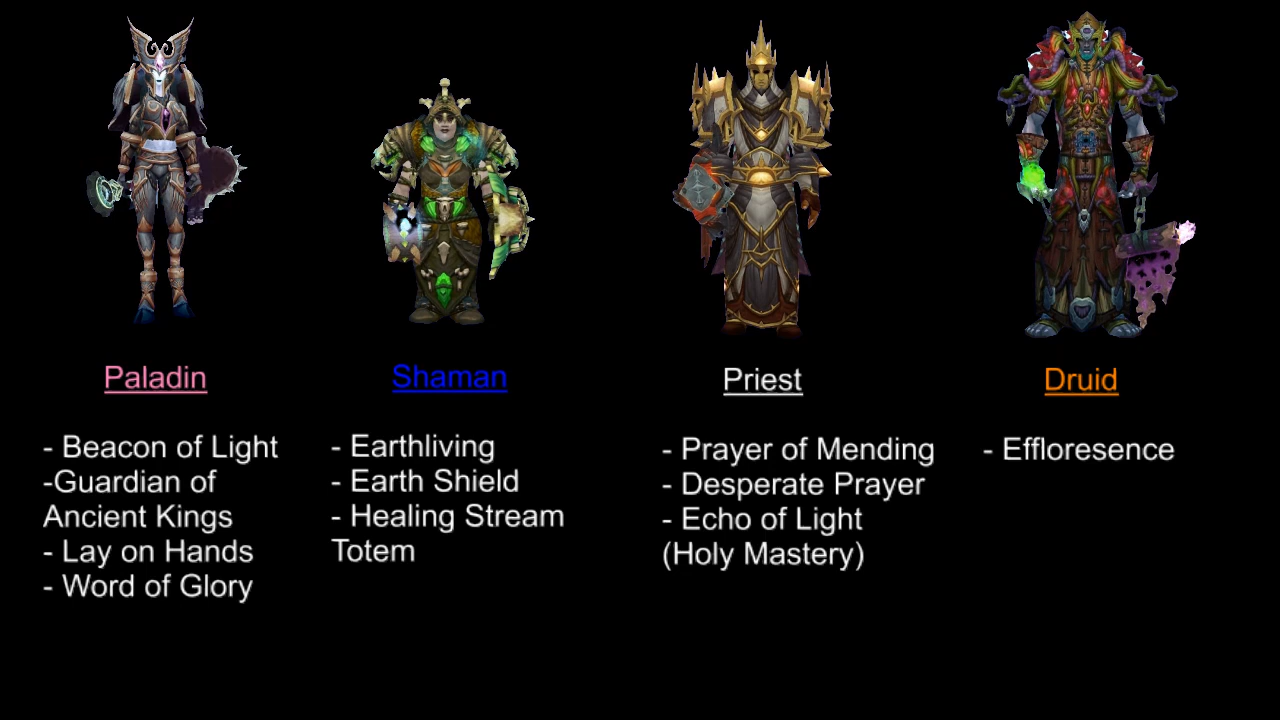 Paladin
- Beacon of Light
-Guardian of
Ancient Kings
- Lay on Hands
- Word of Glory
Shaman
- Earthliving
- Earth Shield
- Healing Stream
Totem
Priest
- Prayer of Mending
- Desperate Prayer
- Echo of Light
(Holy Mastery)
Druid
- Effloresence